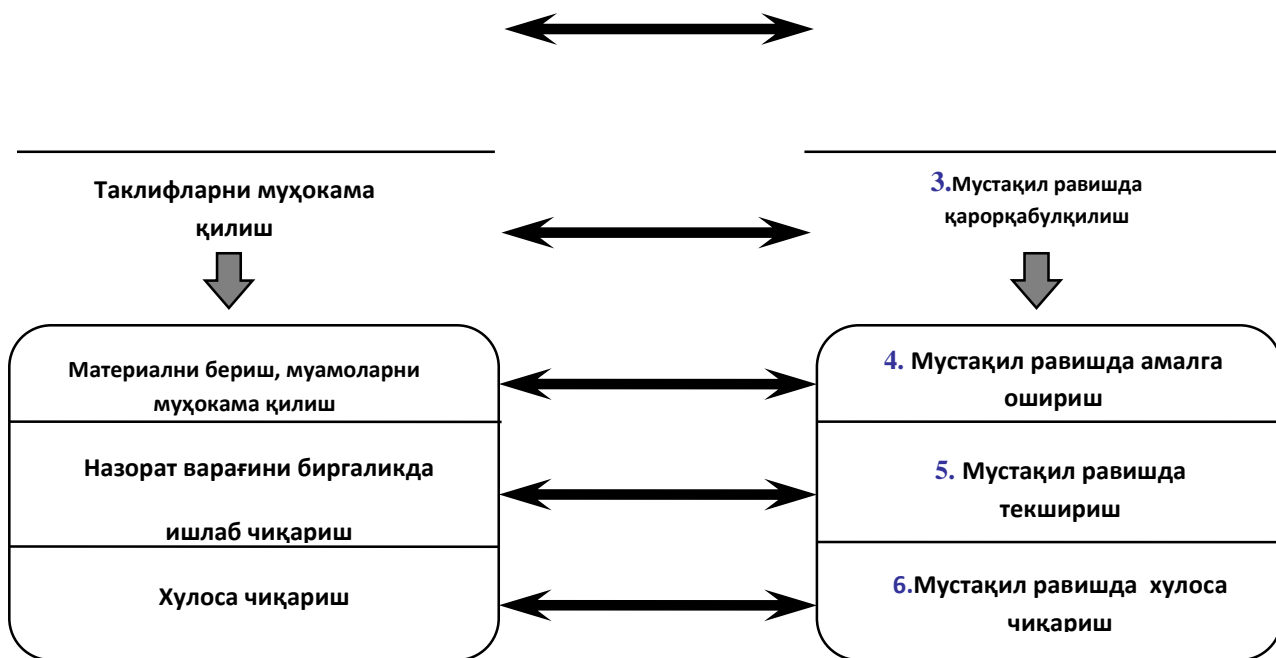 Таклифларни муҳокама
қилиш
3.Мустақил равишда
қарорқабулқилиш
Материални бериш, муамоларни
муҳокама қилиш
4. Мустақил равишда амалга
ошириш
Назорат варағини биргаликда
ишлаб чиқариш
5. Мустақил равишда
текшириш
Хулоса чиқариш
6.Мустақил равишда хулоса
чиқариш